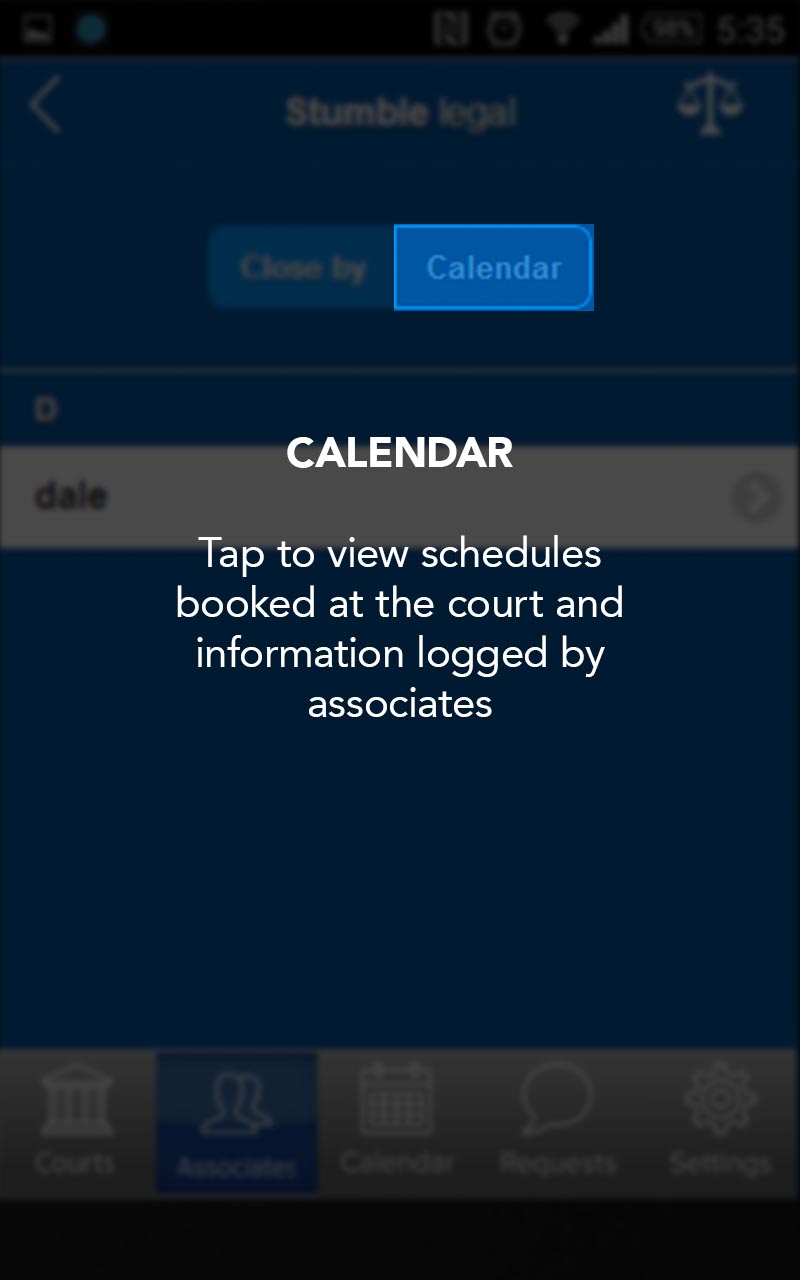 98% 5:35
Stumble legal
Close by Calendar
D
CALENDAR
dale
Tap to view schedules
booked at the court and
information logged by
associates
Courts Associates Calendar Requests Settings